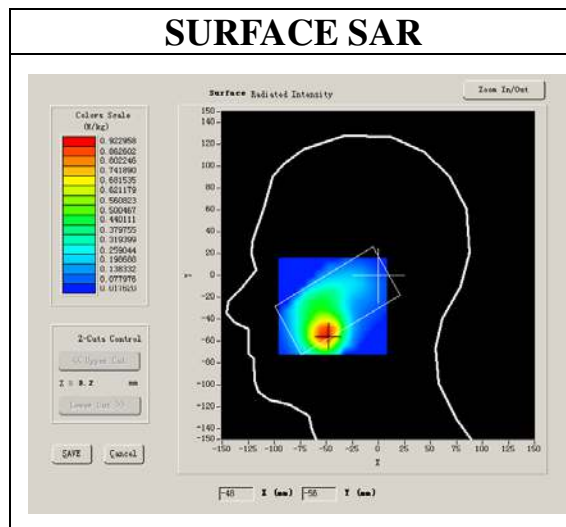 SURFACE SAR
Surface Radiated Intensity
Zoom In/Out
Colors Scale
(W/kg)
0.922958
0.862602
0.802246
0.741890
0.681535
0.621179
0.560823
0.500467
0.440111
0.379755
0.319399
0.259044
0.198688
0.138332
0.077976
0.017620
150
140
120
100
80
60
40
20
0
-20
-40
-60
-80
-100
-120
-140
-150
Y
-150 -125 -100 -75 -50 -25 0 25 50 75 100 125 150
X
Z-Cuts Control
<< Upper Cut
mm
Lower Cut >>
SAVE Cancel
-48 X (mm) -56 Y (mm)